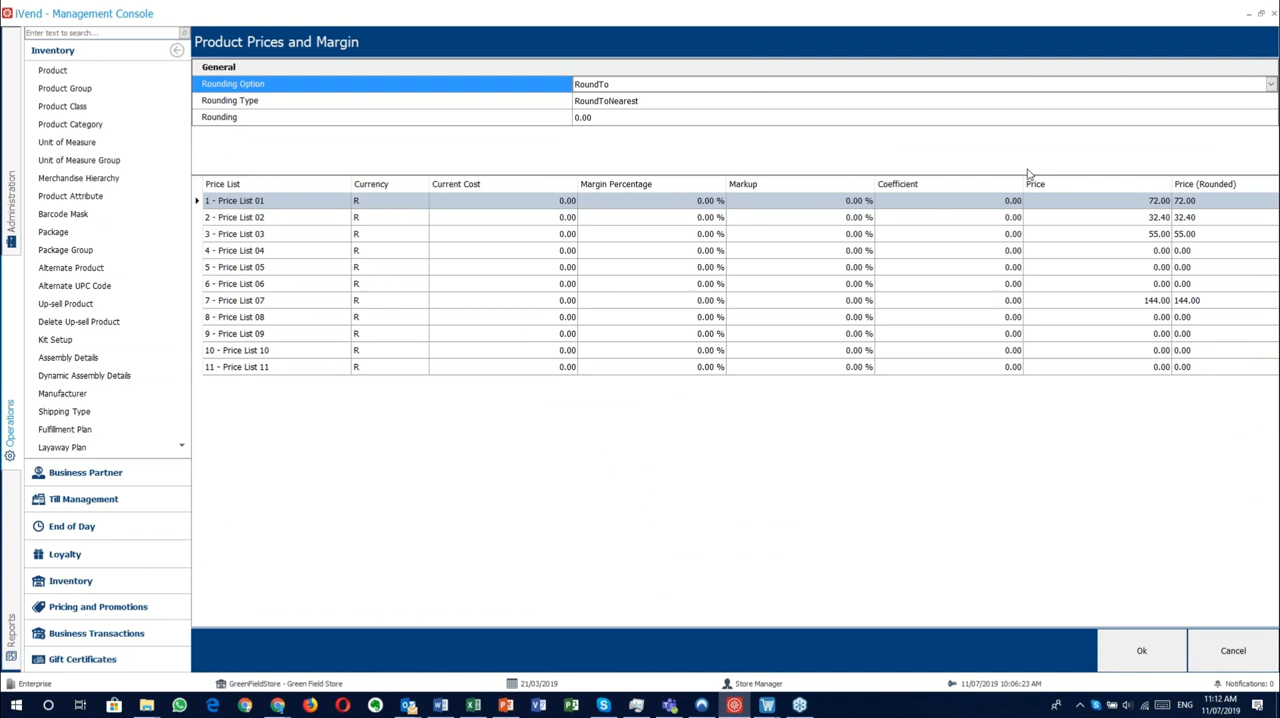 iVend - Management Console
Enter text to search...
Inventory
Product
Product Group
Product Class
Product Category
Unit of Measure
Unit of Measure Group
Merchandise Hierarchy
Product Attribute
Barcode Mask
Package
Package Group
Alternate Product
Alternate UPC Code
Up-sell Product
Delete Up-sell Product
Kit Setup
Assembly Details
Dynamic Assembly Details
Manufacturer
Shipping Type
Fulfillment Plan
Layaway Plan
Business Partner
Till Management
End of Day
Loyalty
Inventory
Pricing and Promotions
Business Transactions
Gift Certificates
Administration
Operations
Reports
Product Prices and Margin
General
Rounding Option RoundTo
Rounding Type RoundToNearest
Rounding 0.00
Price List Currency Current Cost Margin Percentage Markup Coefficient Price Price (Rounded)
1 - Price List 01 R 0.00 0.00 % 0.00 % 0.00 72.00 72.00
2 - Price List 02 R 0.00 0.00 % 0.00 % 0.00 32.40 32.40
3 - Price List 03 R 0.00 0.00 % 0.00 % 0.00 55.00 55.00
4 - Price List 04 R 0.00 0.00 % 0.00 % 0.00 0.00 0.00
5 - Price List 05 R 0.00 0.00 % 0.00 % 0.00 0.00 0.00
6 - Price List 06 R 0.00 0.00 % 0.00 % 0.00 0.00 0.00
7 - Price List 07 R 0.00 0.00 % 0.00 % 0.00 144.00 144.00
8 - Price List 08 R 0.00 0.00 % 0.00 % 0.00 0.00 0.00
9 - Price List 09 R 0.00 0.00 % 0.00 % 0.00 0.00 0.00
10 - Price List 10 R 0.00 0.00 % 0.00 % 0.00 0.00 0.00
11 - Price List 11 R 0.00 0.00 % 0.00 % 0.00 0.00 0.00
Ok Cancel
Enterprise GreenFieldStore - Green Field Store 21/03/2019 Store Manager 11/07/2019 10:06:23 AM Notifications: 0
ENG 11:12 AM
11/07/2019